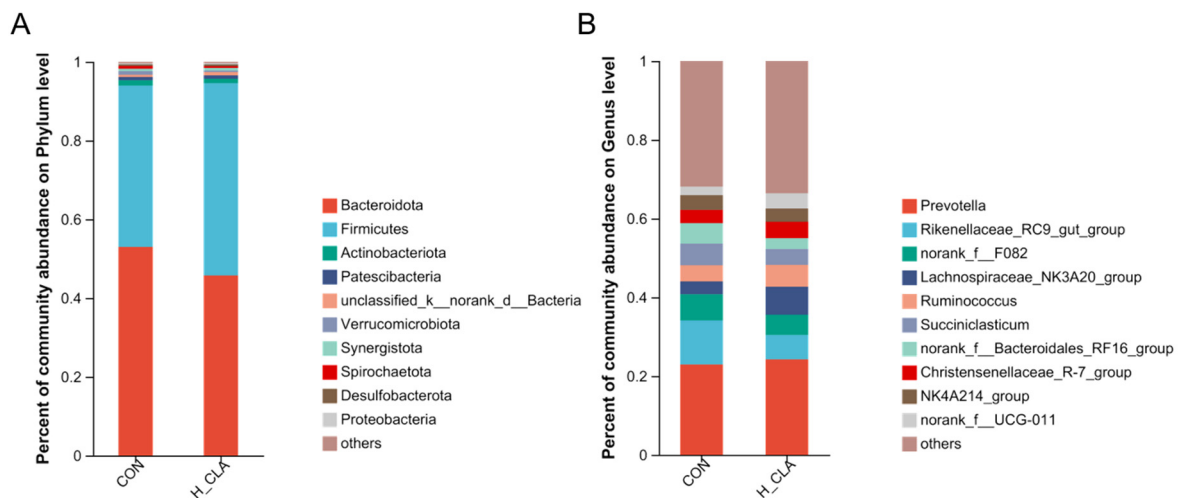 A
Percent of community abundance on Phylum level
1
0.8
0.6
0.4
0.2
0
CON
H_CLA
Bacteroidota
Firmicutes
Actinobacteriota
Patescibacteria
unclassified_k__norank_d__Bacteria
Verrucomicrobiota
Synergistota
Spirochaetota
Desulfobacterota
Proteobacteria
others
B
Percent of community abundance on Genus level
1
0.8
0.6
0.4
0.2
0
CON
H_CLA
Prevotella
Rikenellaceae_RC9_gut_group
norank_f__F082
Lachnospiraceae_NK3A20_group
Ruminococcus
Succiniclasticum
norank_f__Bacteroidales_RF16_group
Christensenellaceae_R-7_group
NK4A214_group
norank_f__UCG-011
others